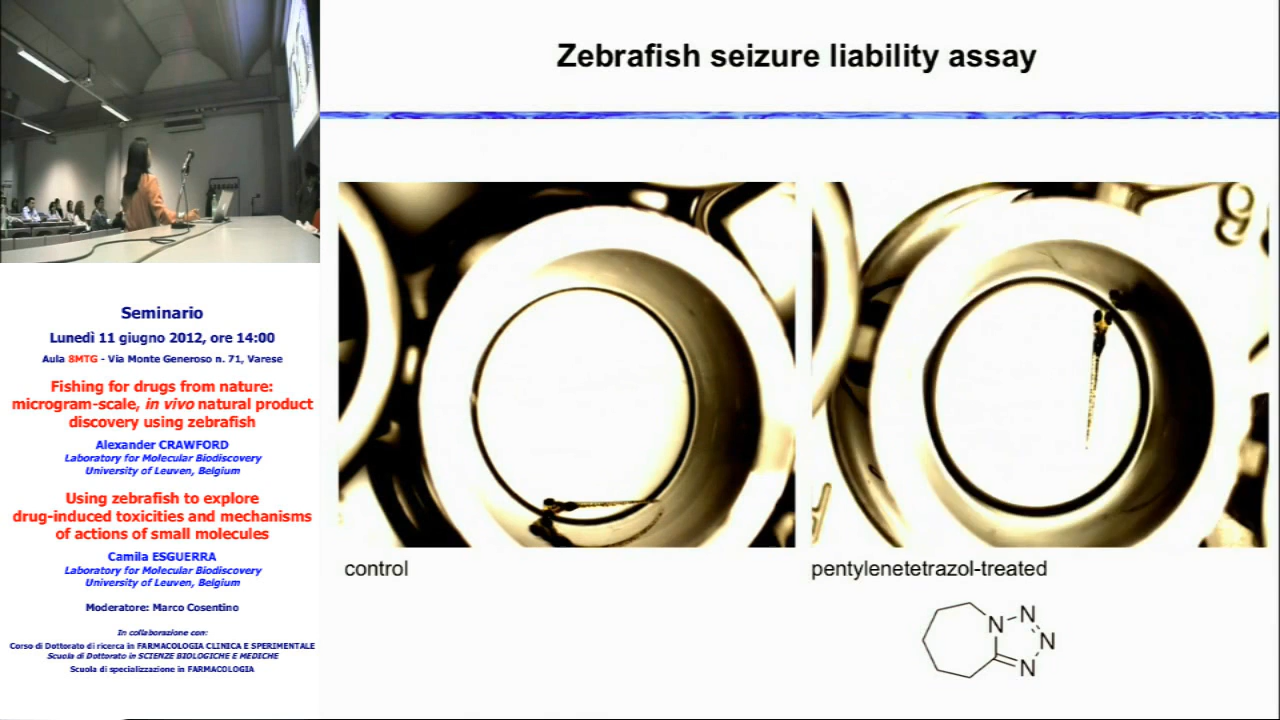 Seminario
Lunedì 11 giugno 2012, ore 14:00
Aula 8MTG - Via Monte Generoso n. 71, Varese
Fishing for drugs from nature:
microgram-scale, in vivo natural product
discovery using zebrafish
Alexander CRAWFORD
Laboratory for Molecular Biodiscovery
University of Leuven, Belgium
Using zebrafish to explore
drug-induced toxicities and mechanisms
of actions of small molecules
Camila ESGUERRA
Laboratory for Molecular Biodiscovery
University of Leuven, Belgium
Moderatore: Marco Cosentino
In collaborazione con:
Corso di Dottorato di ricerca in FARMACOLOGIA CLINICA E SPERIMENTALE
Scuola di Dottorato in SCIENZE BIOLOGICHE E MEDICHE
Scuola di specializzazione in FARMACOLOGIA
Zebrafish seizure liability assay
9
control
pentylenetetrazol-treated
N N
N
N